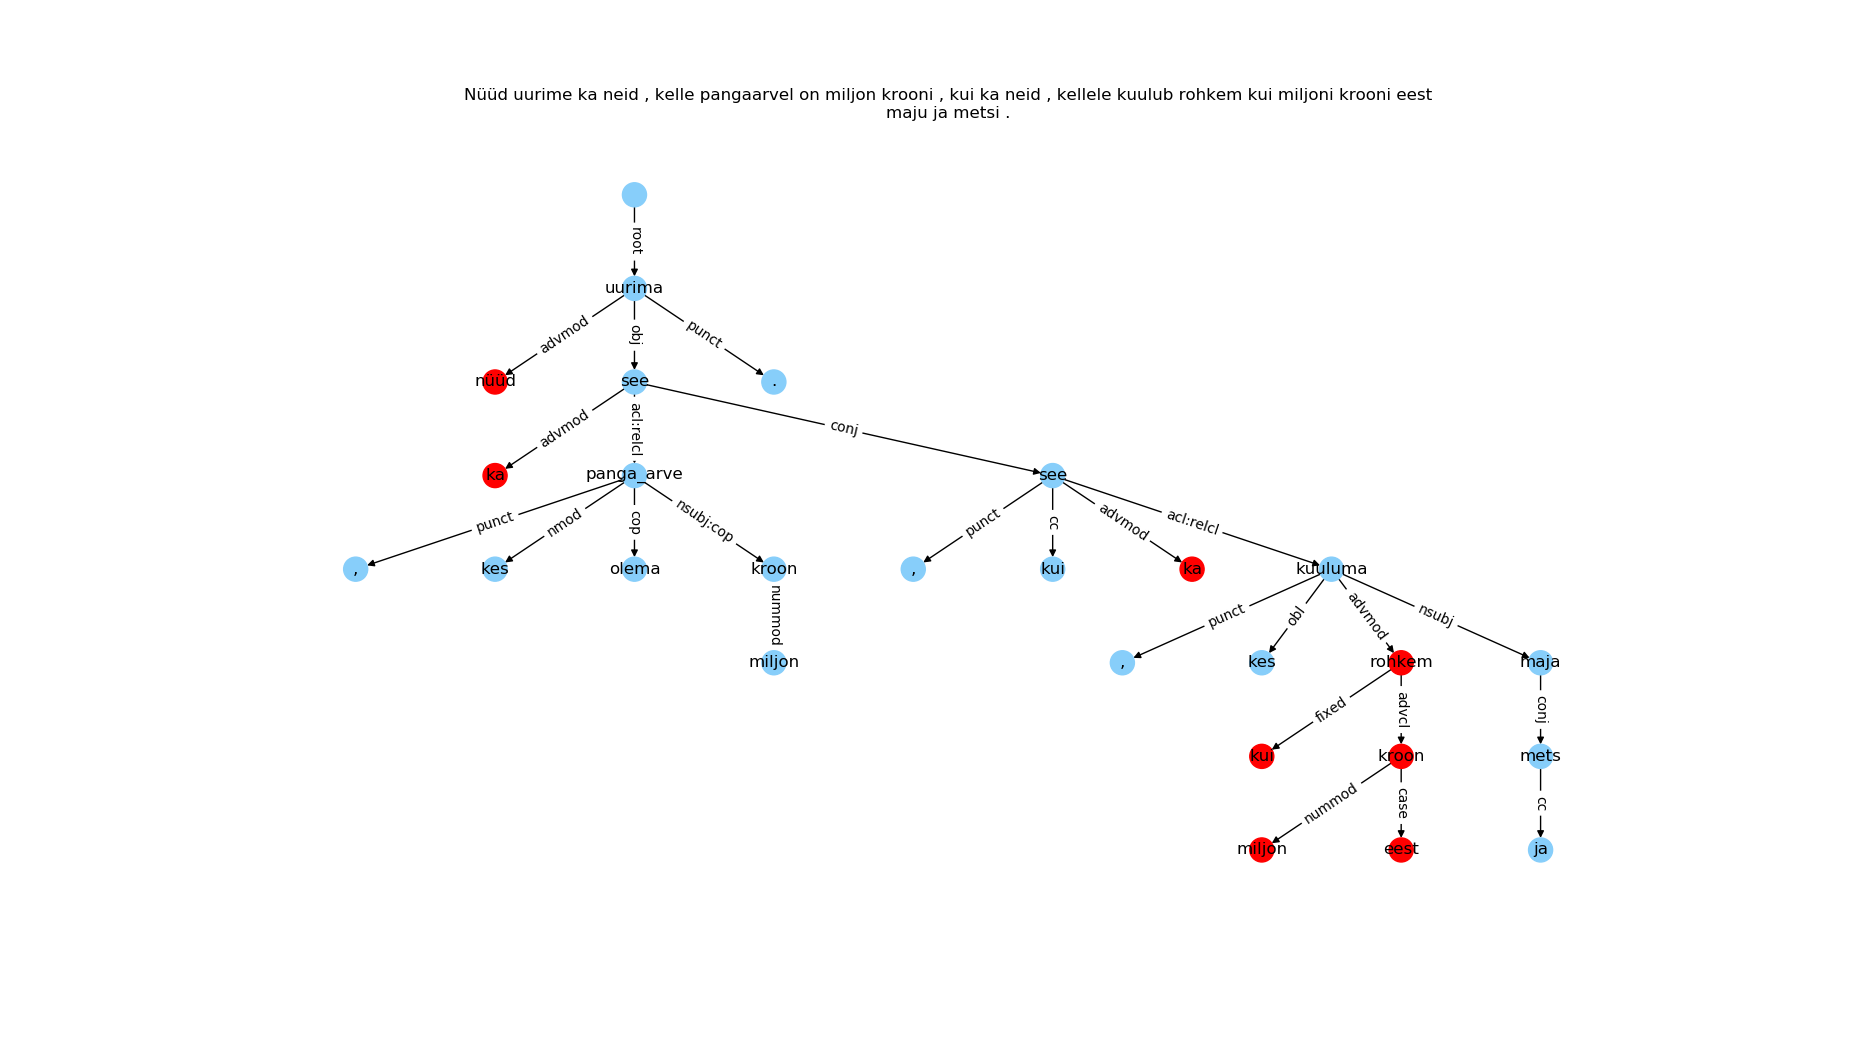 Nüüd uurime ka neid , kelle pangaarvel on miljon krooni , kui ka neid , kellele kuulub rohkem kui miljoni krooni eest
maju ja metsi .
root
uurima
advmod obj punct
nüüd see .
advmod acl:relcl conj
ka panga_arve see
punct nmod cop nsubj:cop punct cc advmod acl:relcl
, kes olema kroon , kui ka kuuluma
nummod punct obl advmod nsubj
miljon , kes rohkem maja
fixed advcl conj
kui kroon mets
nummod case cc
miljon eest ja